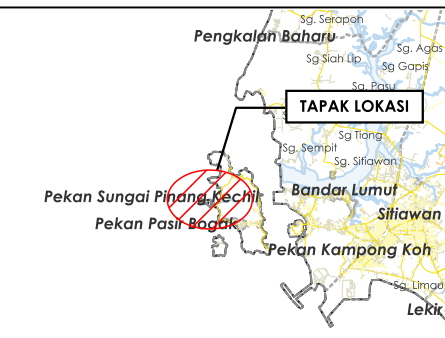 Sg. Serapoh
Pengkalan Baharu
Sg. Agas
Sg Siah Lip
Sg Gapis
Sg. Pasu
TAPAK LOKASI
Sg Tiong
Sg. Sempit
Sg. Sitiawan
Pekan Sungai Pinang Kechil
Bandar Lumut
Sitiawan
Pekan Pasir Bogak
Pekan Kampong Koh
Sg. Limau
Lekir